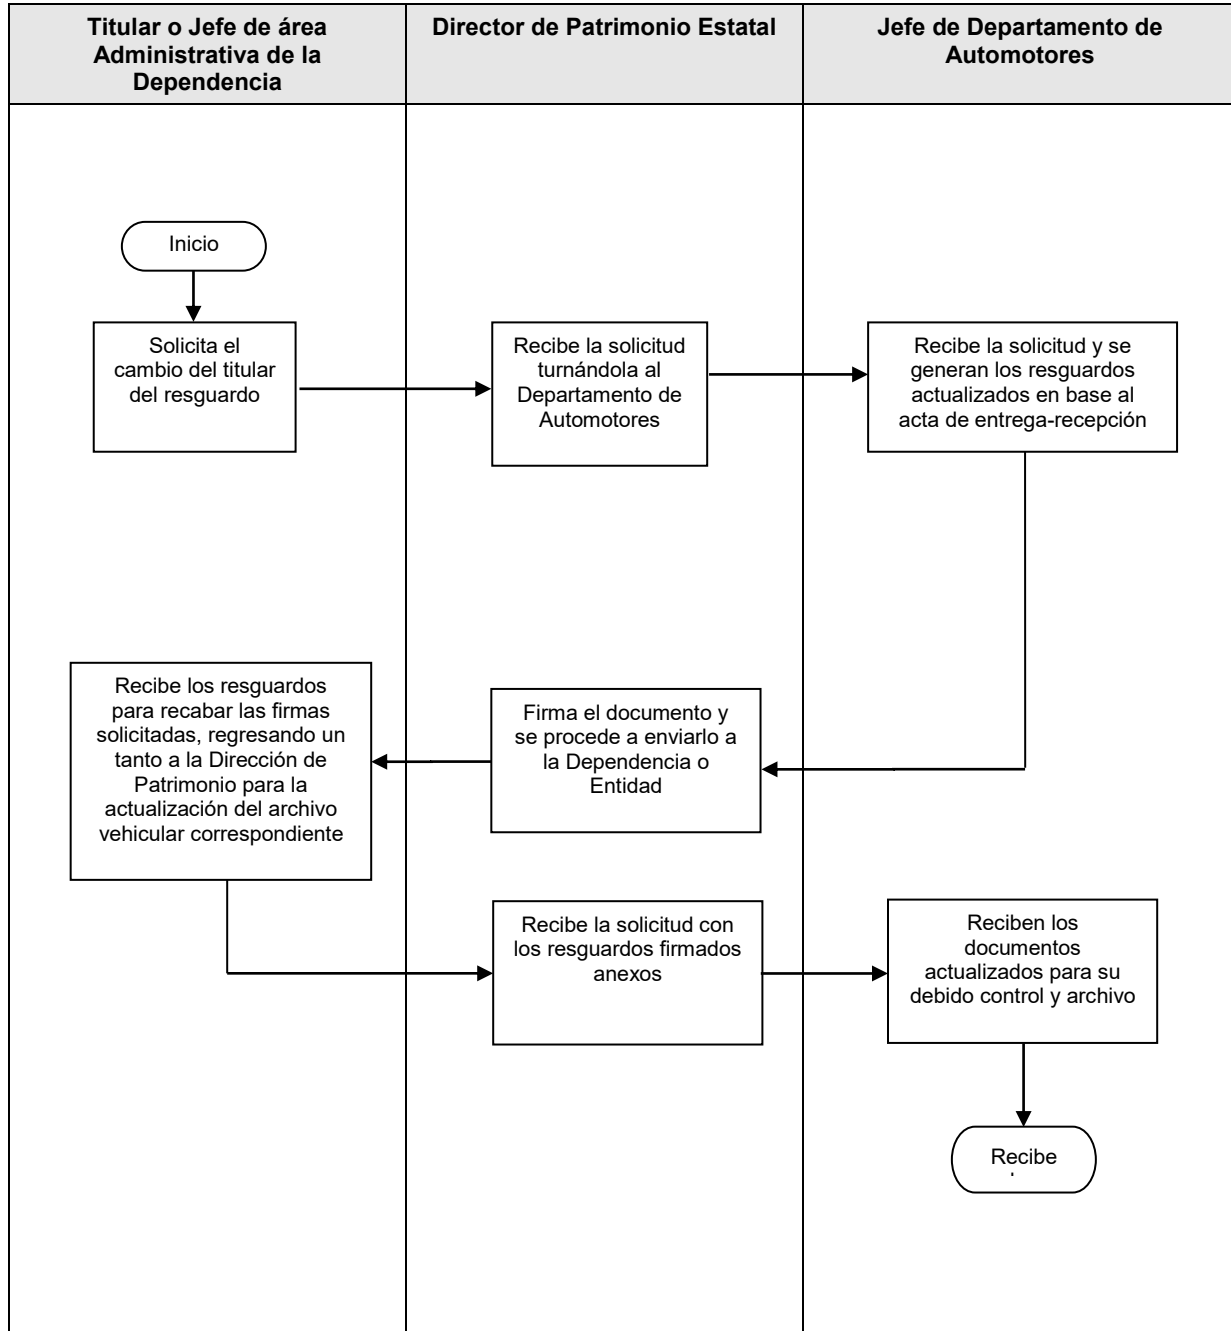 Titular o Jefe de área
Administrativa de la
Dependencia
Director de Patrimonio Estatal
Jefe de Departamento de
Automotores
Inicio
Solicita el
cambio del titular
del resguardo
Recibe la solicitud
turnándola al
Departamento de
Automotores
Recibe la solicitud y se
generan los resguardos
actualizados en base al
acta de entrega-recepción
Recibe los resguardos
para recabar las firmas
solicitadas, regresando un
tanto a la Dirección de
Patrimonio para la
actualización del archivo
vehicular correspondiente
Firma el documento y
se procede a enviarlo a
la Dependencia o
Entidad
Recibe la solicitud con
los resguardos firmados
anexos
Reciben los
documentos
actualizados para su
debido control y archivo
Recibe